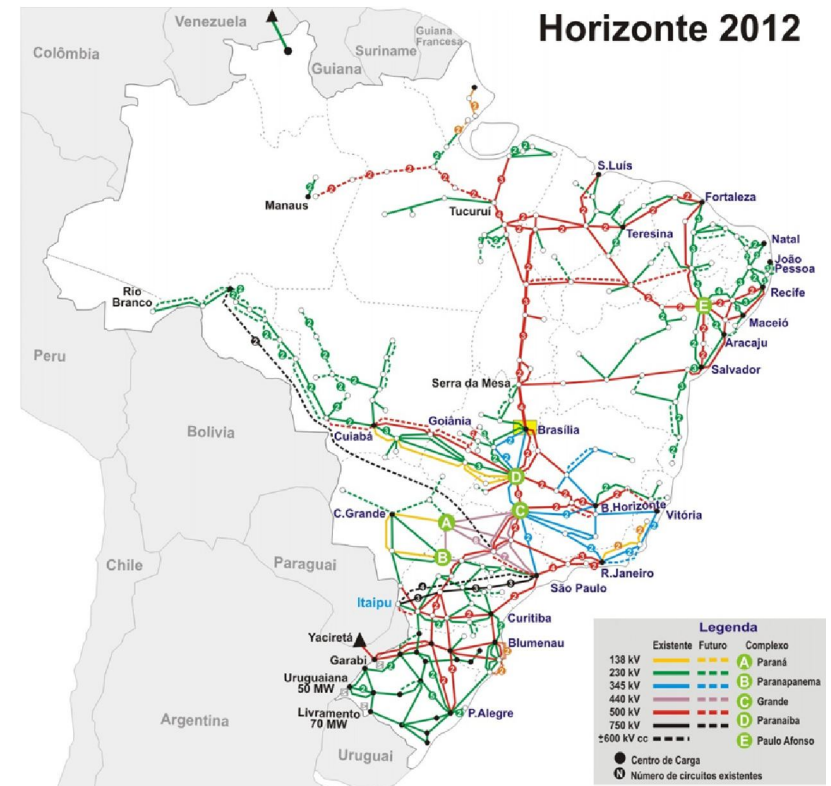 Horizonte 2012
Venezuela
Colômbia
Guiana
Suriname
Guiana
Francesa
S.Luís
Manaus
Tucuruí
Fortaleza
Teresina
Natal
João
Pessoa
Rio
Branco
Recife
Maceió
Aracaju
Peru
Serra da Mesa
Salvador
Bolivia
Goiânia
Cuiabá
Brasília
C.Grande
B.Horizonte
Vitória
Chile
Paraguai
Itaipu
R.Janeiro
São Paulo
Curitiba
Yaciretá
Blumenau
Garabi
Uruguaiana
50 MW
Livramento
70 MW
P.Alegre
Argentina
Uruguai
A
B
C
D
E
Legenda
Existente Futuro Complexo
138 kV A Paraná
230 kV B Paranapanema
345 kV C Grande
440 kV D Paranaíba
500 kV E Paulo Afonso
750 kV
±600 kV cc
Centro de Carga
N Número de circuitos existentes